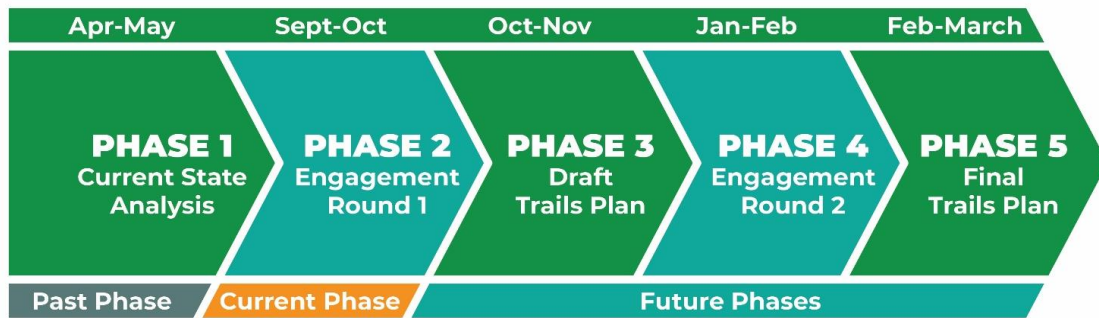 Apr-May
Sept-Oct
Oct-Nov
Jan-Feb
Feb-March
PHASE 1
Current State
Analysis
PHASE 2
Engagement
Round 1
PHASE 3
Draft
Trails Plan
PHASE 4
Engagement
Round 2
PHASE 5
Final
Trails Plan
Past Phase
Current Phase
Future Phases